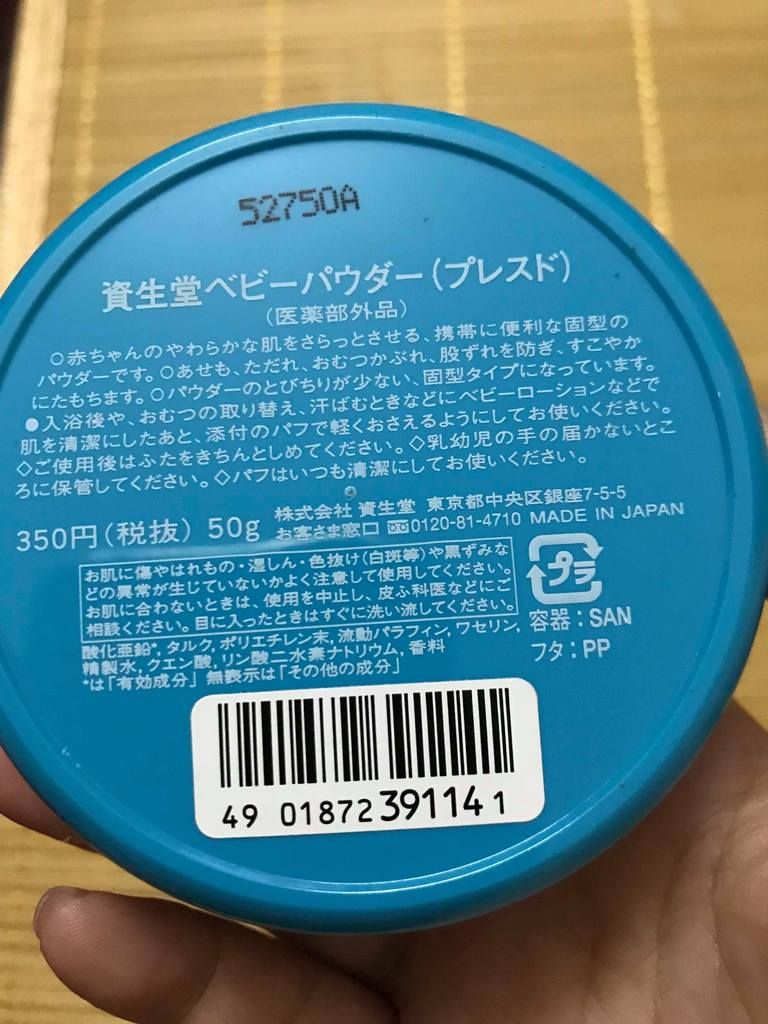 52750A
資生堂ベビーパウダー(プレスド)
(医薬部外品)
○赤ちゃんのやわらかな肌をさらっとさせる、携帯に便利な固型の
パウダーです。○あせも、ただれ、おむつかぶれ、股ずれを防ぎ、すこやか
にたもちます。○パウダーのとびちりが少ない、固型タイプになっています。
●入浴後や、おむつの取り替え、汗ばむときなどにベビーローションなどで
肌を清潔にしたあと、添付のパフで軽くおさえるようにしてお使いください。
◇ご使用後はふたをきちんとしめてください。◇乳幼児の手の届かないとこ
ろに保管してください。◇パフはいつも清潔にしてお使いください。
350円(税抜) 50g
株式会社 資生堂 東京都中央区銀座7-5-5
お客さま窓口 0120-81-4710 MADE IN JAPAN
お肌に傷やはれもの・湿しん・色抜け(白斑等)や黒ずみな
どの異常が生じていないかよく注意して使用してください。
お肌に合わないときは、使用を中止し、皮ふ科医などにご
相談ください。目に入ったときはすぐに洗い流してください。
プラ
容器:SAN
フタ:PP
酸化亜鉛*, タルク, ポリエチレン末, 流動パラフィン, ワセリン,
精製水, クエン酸, リン酸二水素ナトリウム, 香料
*は「有効成分」無表示は「その他の成分」
49 01872 39114 1